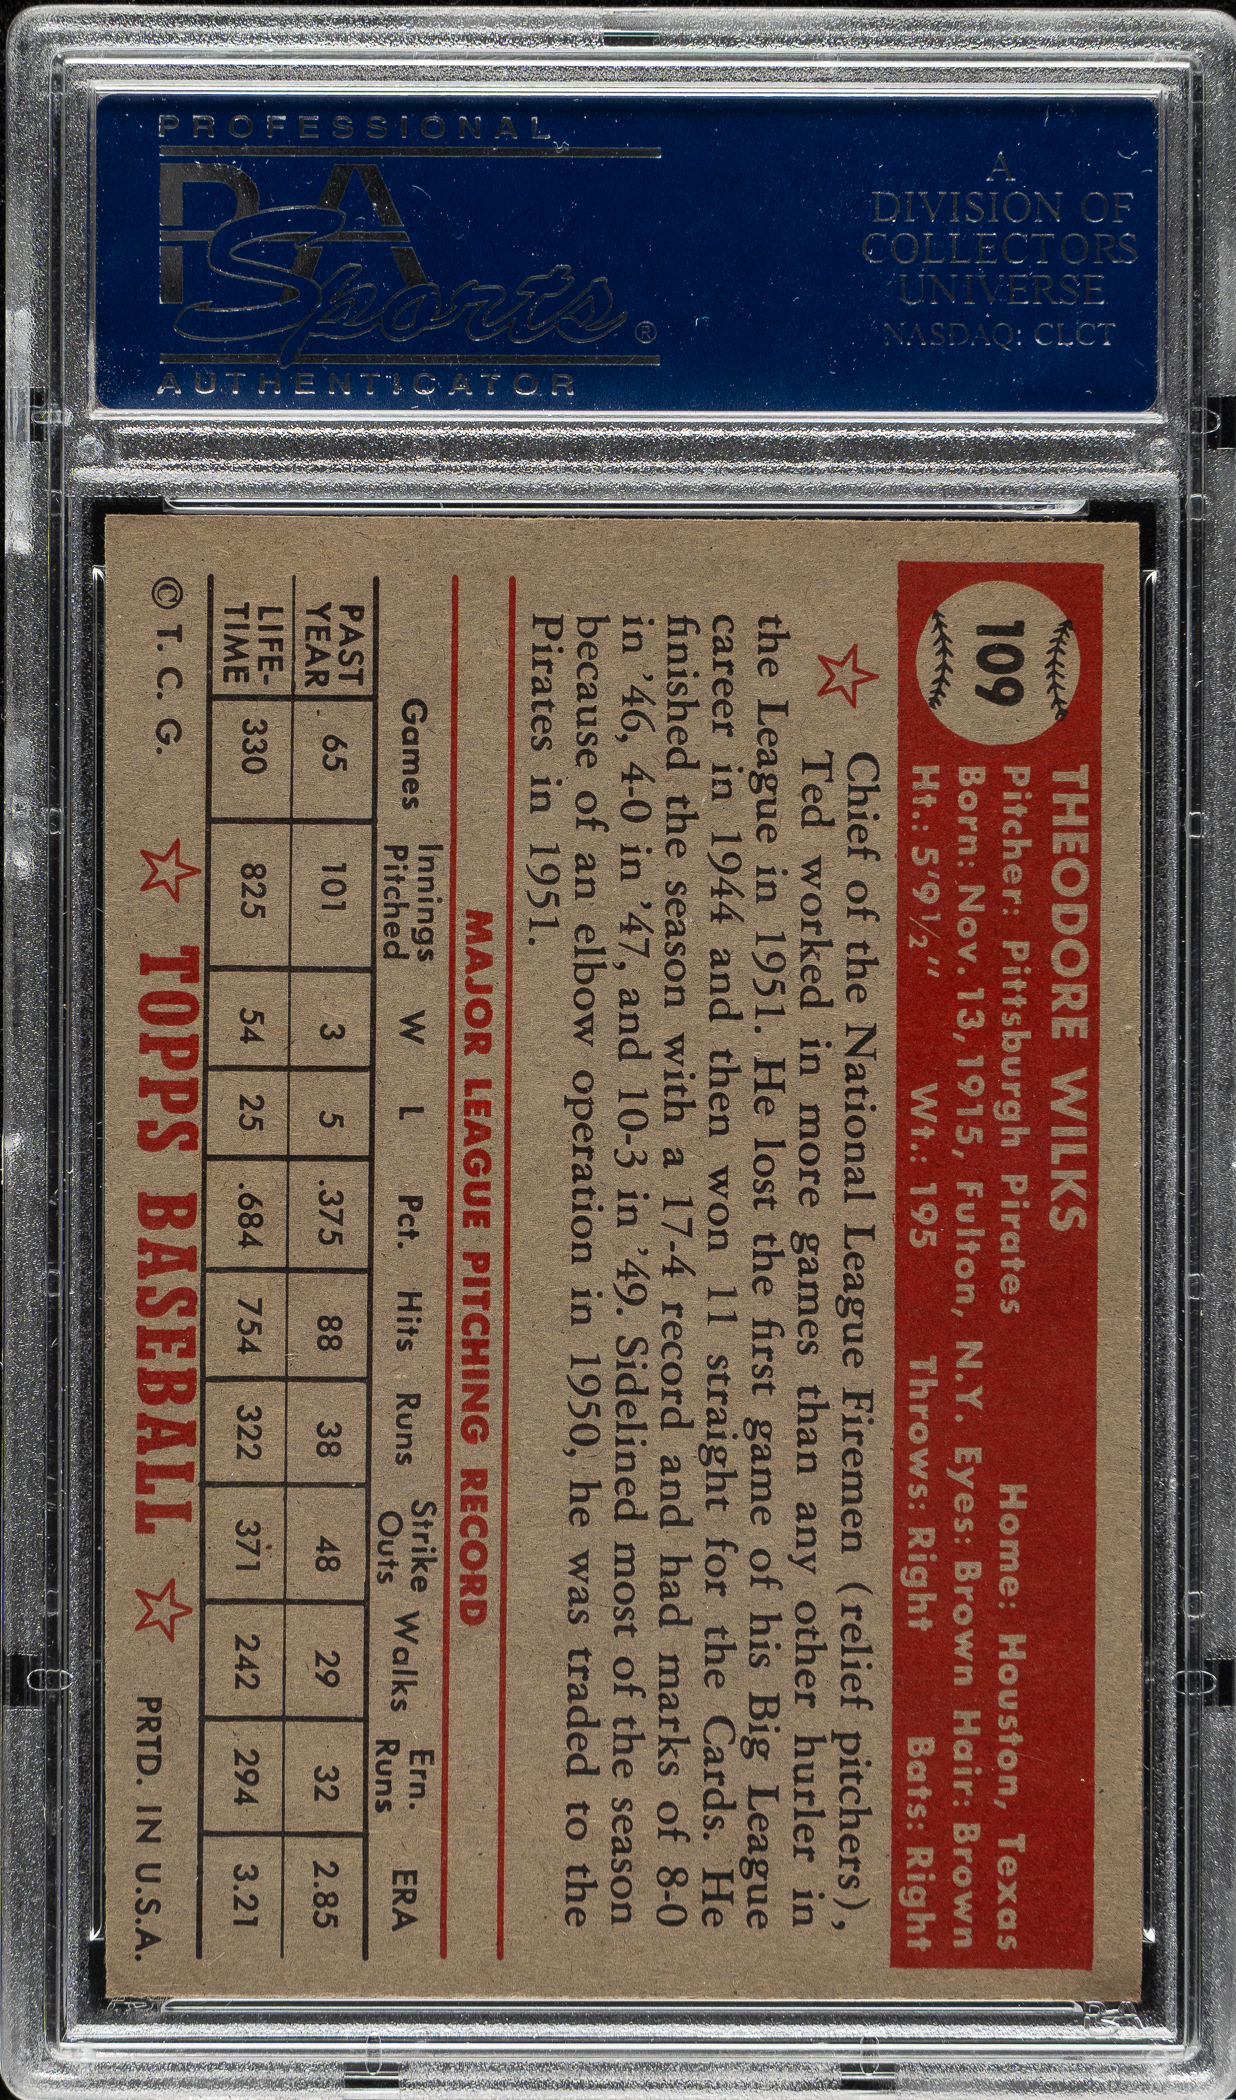 PROFESSIONAL
PSA
Sports®
AUTHENTICATOR
A
DIVISION OF
COLLECTORS
UNIVERSE
NASDAQ: CLCT
109
THEODORE WILKS
Pitcher: Pittsburgh Pirates Home: Houston, Texas
Born: Nov. 13, 1915, Fulton, N.Y. Eyes: Brown Hair: Brown
Ht.: 5'9½" Wt.: 195 Throws: Right Bats: Right
Chief of the National League Firemen (relief pitchers),
Ted worked in more games than any other hurler in
the League in 1951. He lost the first game of his Big League
career in 1944 and then won 11 straight for the Cards. He
finished the season with a 17-4 record and had marks of 8-0
in '46, 4-0 in '47, and 10-3 in '49. Sidelined most of the season
because of an elbow operation in 1950, he was traded to the
Pirates in 1951.
MAJOR LEAGUE PITCHING RECORD
Games Innings Pitched W L Pct. Hits Runs Strike Outs Walks Ern. Runs ERA
PAST YEAR 65 101 3 5 .375 88 38 48 29 32 2.85
LIFE-TIME 330 825 54 25 .684 754 322 371 242 294 3.21
© T. C. G. TOPPS BASEBALL PRTD. IN U.S.A.
PSA